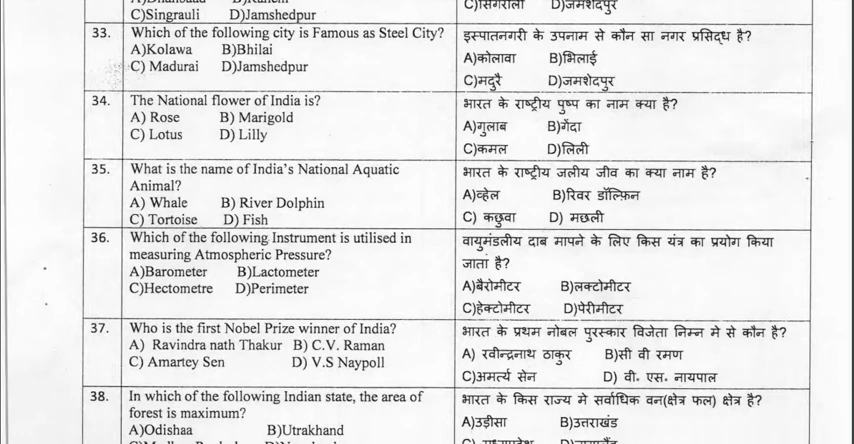 C)Singrauli D)Jamshedpur
C)सिंगरौली D)जमशेदपुर
33. Which of the following city is Famous as Steel City?
A)Kolawa B)Bhilai
C) Madurai D)Jamshedpur
इस्पातनगरी के उपनाम से कौन सा नगर प्रसिद्ध है?
A)कोलावा B)भिलाई
C)मदुरै D)जमशेदपुर
34. The National flower of India is?
A) Rose B) Marigold
C) Lotus D) Lilly
भारत के राष्ट्रीय पुष्प का नाम क्या है?
A)गुलाब B)गेंदा
C)कमल D)लिली
35. What is the name of India's National Aquatic
Animal?
A) Whale B) River Dolphin
C) Tortoise D) Fish
भारत के राष्ट्रीय जलीय जीव का क्या नाम है?
A)व्हेल B)रिवर डॉल्फ़िन
C) कछुवा D) मछली
36. Which of the following Instrument is utilised in
measuring Atmospheric Pressure?
A)Barometer B)Lactometer
C)Hectometre D)Perimeter
वायुमंडलीय दाब मापने के लिए किस यंत्र का प्रयोग किया
जाता है?
A)बैरोमीटर B)लक्टोमीटर
C)हेक्टोमीटर D)पेरीमीटर
37. Who is the first Nobel Prize winner of India?
A) Ravindra nath Thakur B) C.V. Raman
C) Amartey Sen D) V.S Naypoll
भारत के प्रथम नोबल पुरस्कार विजेता निम्न मे से कौन है?
A) रवीन्द्रनाथ ठाकुर B)सी वी रमण
C)अमर्त्य सेन D) वी. एस. नायपाल
38. In which of the following Indian state, the area of
forest is maximum?
A)Odishaa B)Utrakhand
भारत के किस राज्य मे सर्वाधिक वन(क्षेत्र फल) क्षेत्र है?
A)उड़ीसा B)उत्तराखंड